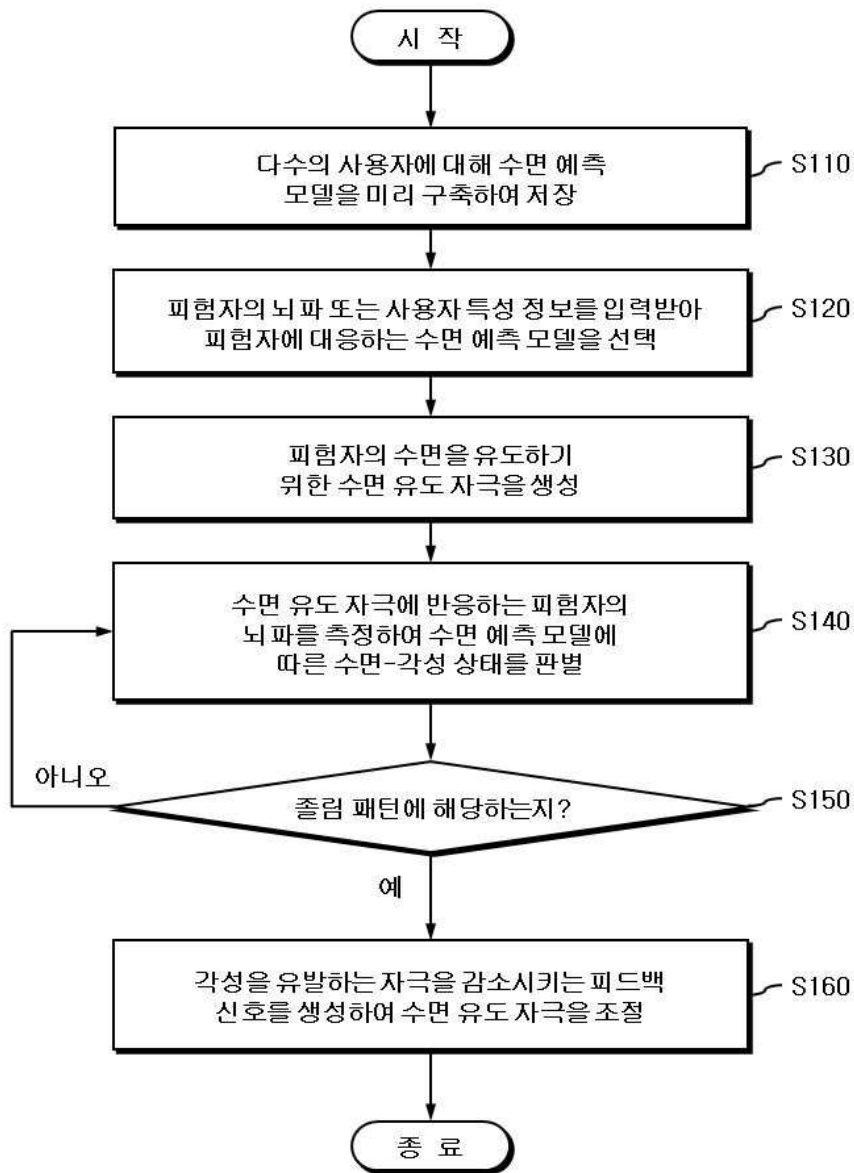 시 작
다수의 사용자에 대해 수면 예측
모델을 미리 구축하여 저장
S110
피험자의 뇌파 또는 사용자 특성 정보를 입력받아
피험자에 대응하는 수면 예측 모델을 선택
S120
피험자의 수면을 유도하기
위한 수면 유도 자극을 생성
S130
수면 유도 자극에 반응하는 피험자의
뇌파를 측정하여 수면 예측 모델에
따른 수면-각성 상태를 판별
S140
아니오
졸림 패턴에 해당하는지?
S150
예
각성을 유발하는 자극을 감소시키는 피드백
신호를 생성하여 수면 유도 자극을 조절
S160
종 료